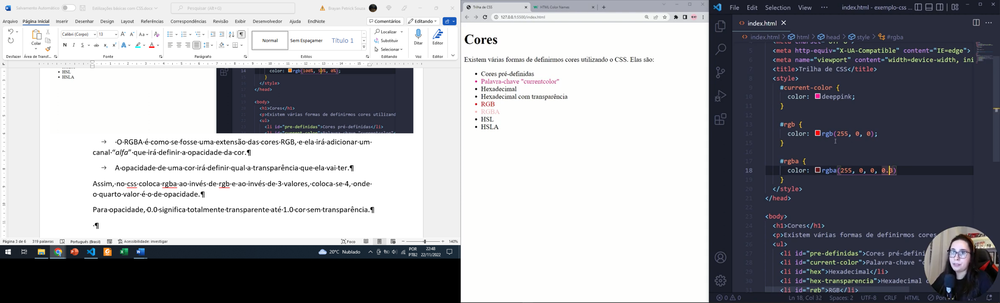 Salvamento Automático
Estilizações básicas com CSS.docx
Pesquisar (Alt+G)
Brayan Petrick Souza
Arquivo
Página Inicial
Inserir
Desenhar
Design
Layout
Referências
Correspondências
Revisão
Exibir
Desenvolvedor
Ajuda
EndNote
Comentários
Editando
Calibri (Corpo)
13
Colar
Normal
Sem Espaçamer
Título 1
Localizar
Substituir
Selecionar
Ditar
Editor
Desfazer
Área de Transf...
Fonte
Parágrafo
Estilos
Editando
Voz
Editor
• HSL
• HSLA
14 color: rgb(100%, 50%, 0%);
15 }
16 </style>
17 </head>
18
19 <body>
20 <h1>Cores</h1>
21 <p>Existem várias formas de definirmos cores utilizand
22 <ul>
23 <li id="pre-definidas">Cores pré-definidas</li>
→ ·O·RGBA·é·como·se·fosse·uma·extensão·das·cores·RGB,·e·ela·irá·adicionar·um·
canal·“alfa”·que·irá·definir·a·opacidade·da·cor.¶
→ A·opacidade·de·uma·cor·irá·definir·qual·a·transparência·que·ela·vai·ter.¶
Assim,·no·css·coloca·rgba·ao·invés·de·rgb·e·ao·invés·de·3·valores,·coloca-se·4,·onde·
o·quarto·valor·é·o·de·opacidade.¶
Para·opacidade,·0.0·significa·totalmente·transparente·até·1.0·cor·sem·transparência.¶
·¶
Página 3 de 6
319 palavras
Português (Brasil)
Acessibilidade: investigar
Foco
140%
20°C Nublado
POR
PTB2
22:48
22/11/2022
Trilha de CSS
HTML Color Names
127.0.0.1:5500/index.html
Cores
Existem várias formas de definirmos cores utilizando o CSS. Elas são:
• Cores pré-definidas
• Palavra-chave "currentcolor"
• Hexadecimal
• Hexadecimal com transparência
• RGB
• RGBA
• HSL
• HSLA
File Edit Selection View ···
index.html - exemplo-css ...
index.html
index.html > html > head > style > #rgba
5 <meta http-equiv="X-UA-Compatible" content="IE=edge">
6 <meta name="viewport" content="width=device-width, ini
7 <title>Trilha de CSS</title>
8 <style>
9 #current-color {
10 color: deeppink;
11 }
12
13 #rgb {
14 color: rgb(255, 0, 0);
15 }
16
17 #rgba {
18 color: rgba(255, 0, 0, 0.3)
19 }
20 </style>
21 </head>
22
23 <body>
24 <h1>Cores</h1>
25 <p>Existem várias formas de definirmos cores
26 <ul>
27 <li id="pre-definidas">Cores pré-defini
28 <li id="current-color">Palavra-chave "c
29 <li id="hex">Hexadecimal</li>
30 <li id="hex-transparencia">Hexadecimal
31 <li id="rgb">RGB</li>
0 0
Ln 18, Col 32
Spaces: 2
UTF-8
CRLF
HTML